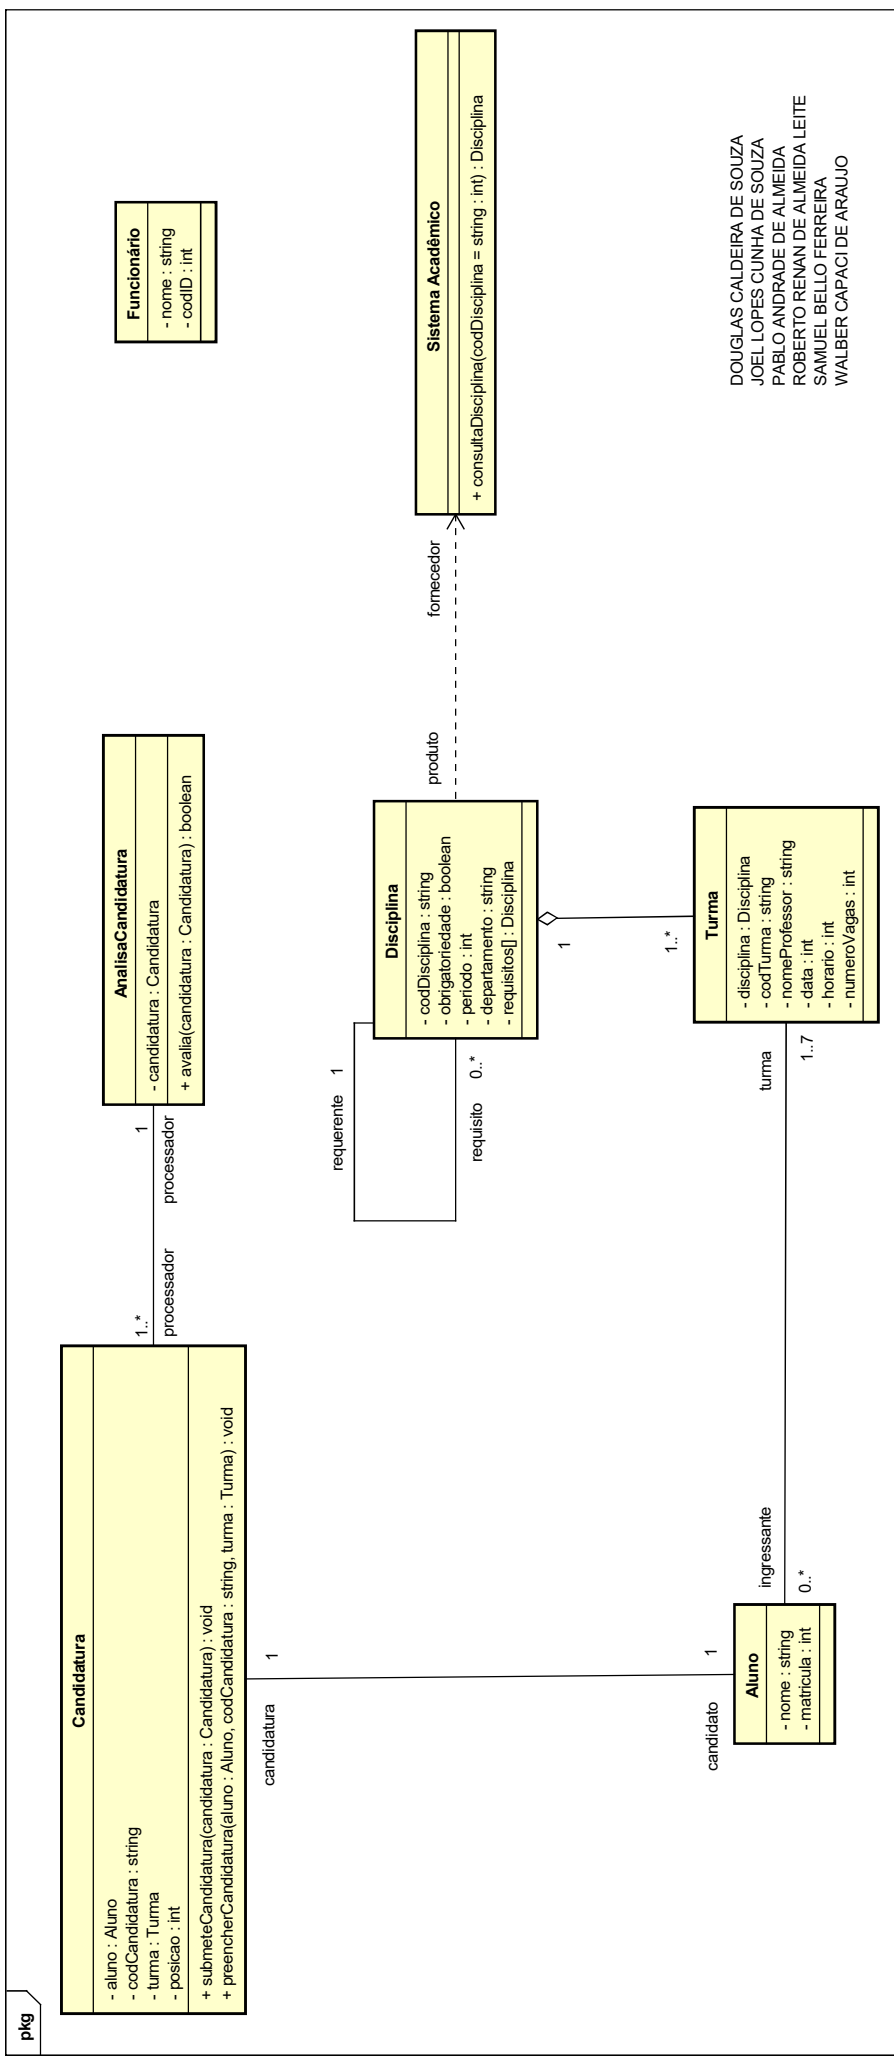 pkg
Candidatura
- aluno : Aluno
- codCandidatura : string
- turma : Turma
- posicao : int
+ submeteCandidatura(candidatura : Candidatura) : void
+ preencherCandidatura(aluno : Aluno, codCandidatura : string, turma : Turma) : void
1..*
processador
1
processador
AnalisaCandidatura
- candidatura : Candidatura
+ avalia(candidatura : Candidatura) : boolean
Funcionário
- nome : string
- codID : int
candidatura
1
candidato
1
requerente
1
requisito
0..*
Disciplina
- codDisciplina : string
- obrigatoriedade : boolean
- periodo : int
- departamento : string
- requisitos[] : Disciplina
produto
fornecedor
Sistema Acadêmico
+ consultaDisciplina(codDisciplina = string : int) : Disciplina
1
1..*
Aluno
- nome : string
- matricula : int
ingressante
0..*
turma
1..7
Turma
- disciplina : Disciplina
- codTurma : string
- nomeProfessor : string
- data : int
- horario : int
- numeroVagas : int
DOUGLAS CALDEIRA DE SOUZA
JOEL LOPES CUNHA DE SOUZA
PABLO ANDRADE DE ALMEIDA
ROBERTO RENAN DE ALMEIDA LEITE
SAMUEL BELLO FERREIRA
WALBER CAPACI DE ARAUJO